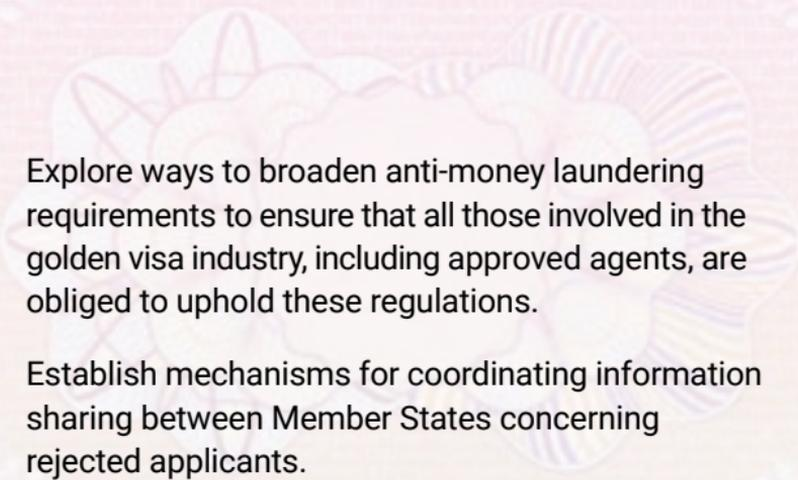 Explore ways to broaden anti-money laundering
requirements to ensure that all those involved in the
golden visa industry, including approved agents, are
obliged to uphold these regulations.
Establish mechanisms for coordinating information
sharing between Member States concerning
rejected applicants.